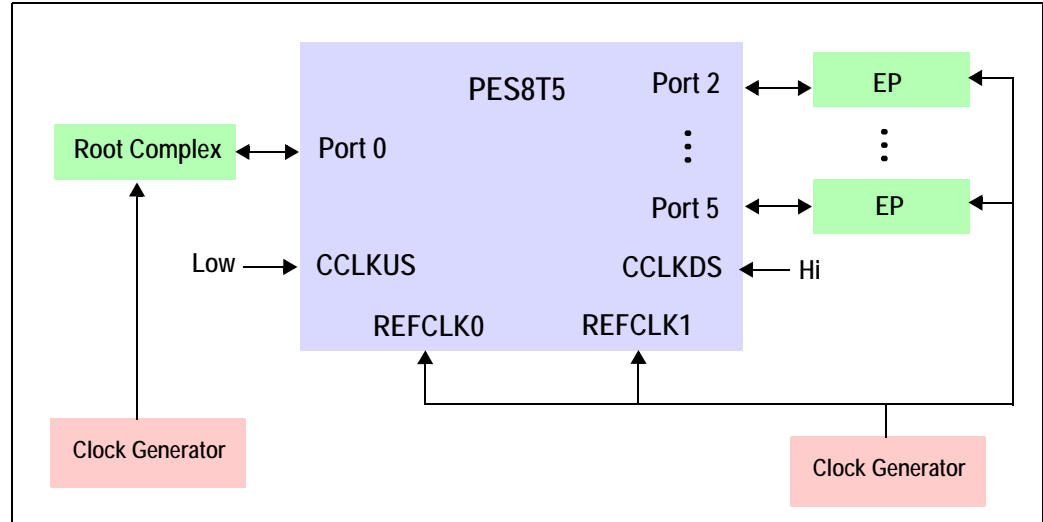 PES8T5
Port 2
EP
Root Complex
Port 0
Port 5
EP
Low
CCLKUS
CCLKDS
Hi
REFCLK0
REFCLK1
Clock Generator
Clock Generator